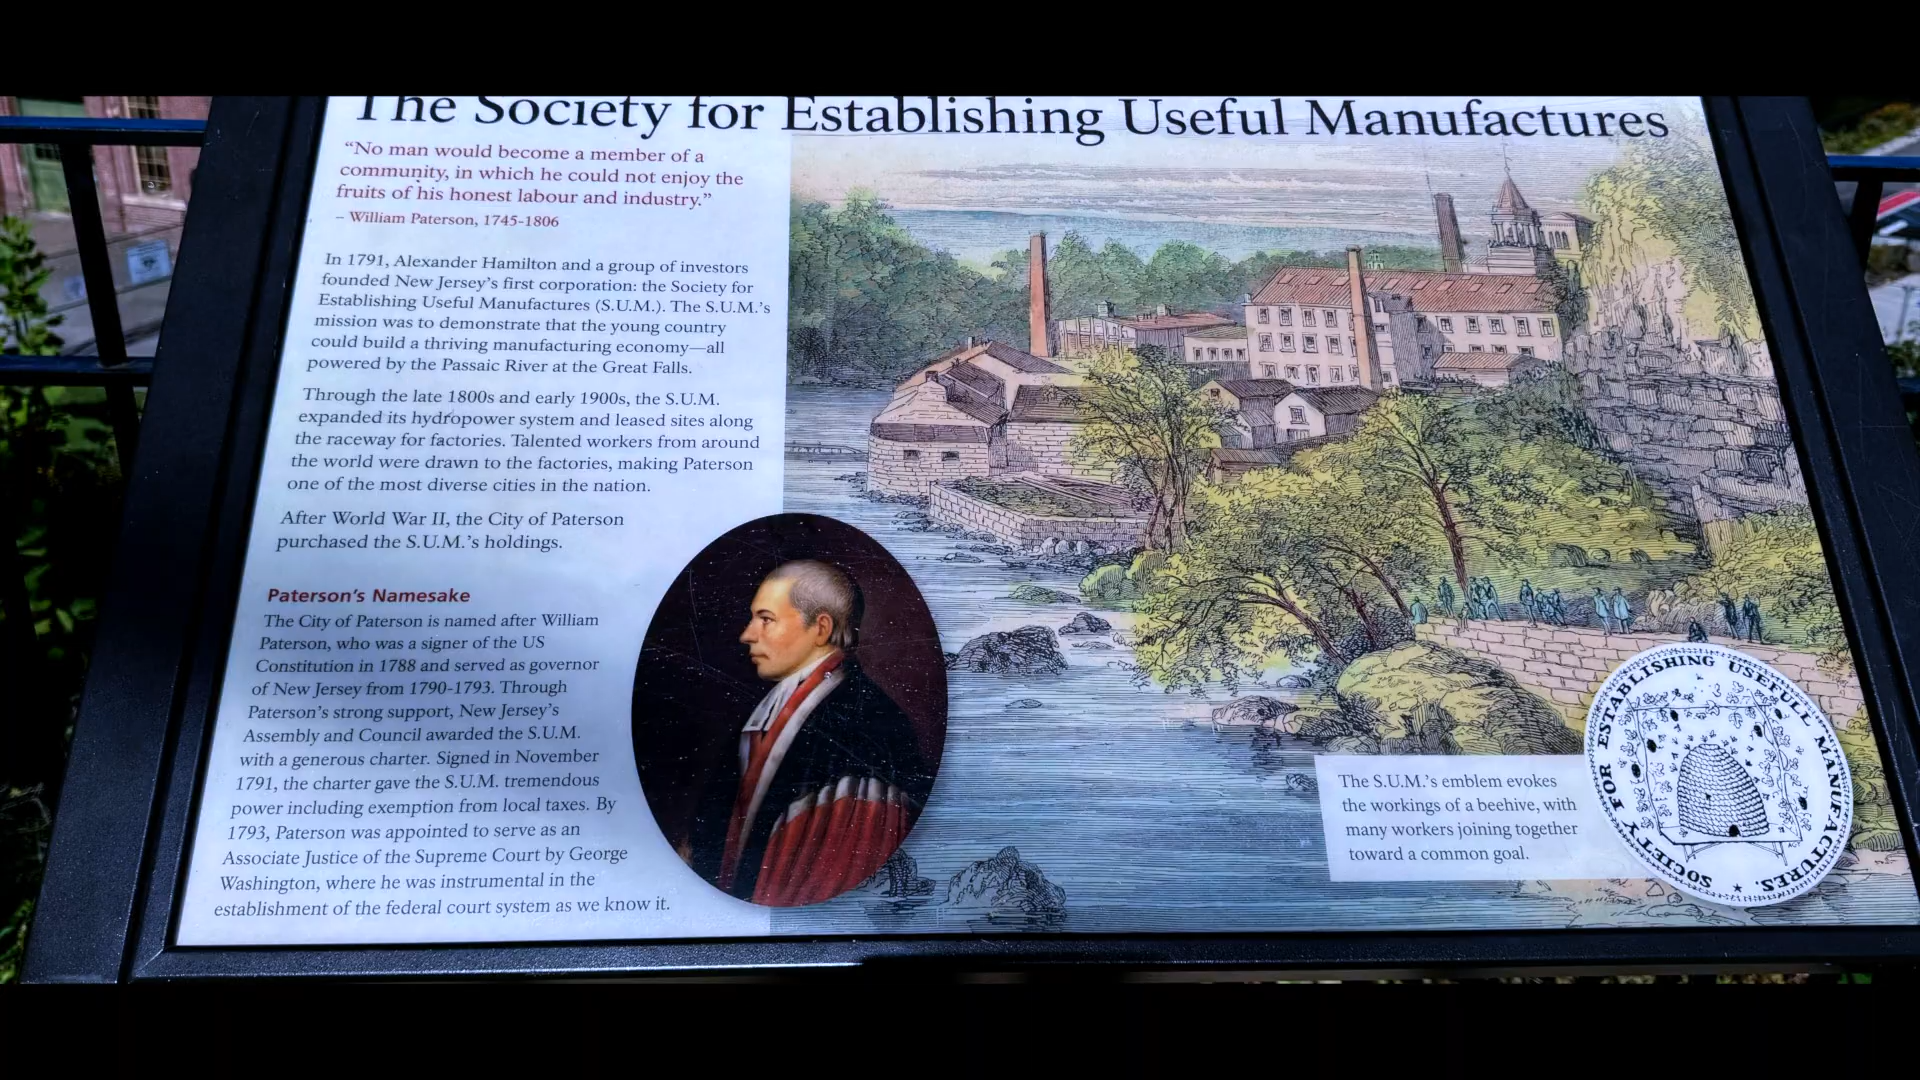 The Society for Establishing Useful Manufactures
“No man would become a member of a
community, in which he could not enjoy the
fruits of his honest labour and industry.”
– William Paterson, 1745-1806
In 1791, Alexander Hamilton and a group of investors
founded New Jersey’s first corporation: the Society for
Establishing Useful Manufactures (S.U.M.). The S.U.M.’s
mission was to demonstrate that the young country
could build a thriving manufacturing economy—all
powered by the Passaic River at the Great Falls.
Through the late 1800s and early 1900s, the S.U.M.
expanded its hydropower system and leased sites along
the raceway for factories. Talented workers from around
the world were drawn to the factories, making Paterson
one of the most diverse cities in the nation.
After World War II, the City of Paterson
purchased the S.U.M.’s holdings.
Paterson’s Namesake
The City of Paterson is named after William
Paterson, who was a signer of the US
Constitution in 1788 and served as governor
of New Jersey from 1790-1793. Through
Paterson’s strong support, New Jersey’s
Assembly and Council awarded the S.U.M.
with a generous charter. Signed in November
1791, the charter gave the S.U.M. tremendous
power including exemption from local taxes. By
1793, Paterson was appointed to serve as an
Associate Justice of the Supreme Court by George
Washington, where he was instrumental in the
establishment of the federal court system as we know it.
The S.U.M.’s emblem evokes
the workings of a beehive, with
many workers joining together
toward a common goal.
SOCIETY FOR ESTABLISHING USEFULL MANUFACTURES.